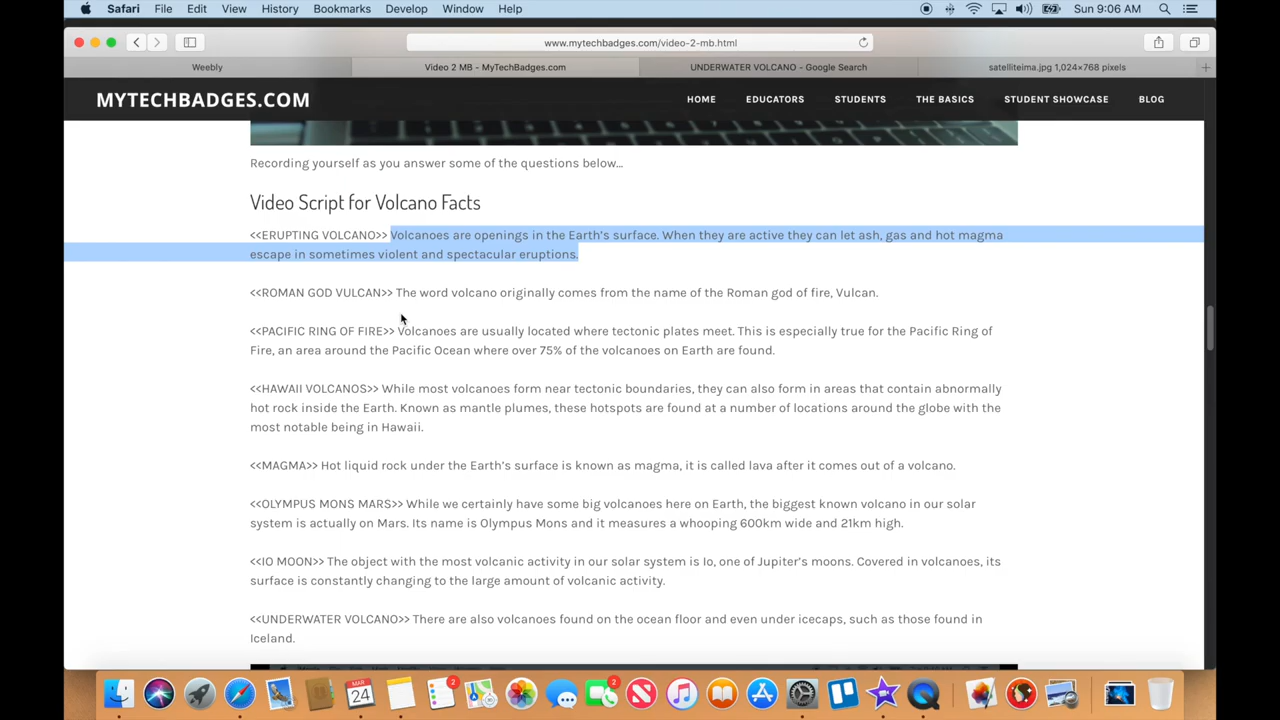 Safari File Edit View History Bookmarks Develop Window Help Sun 9:06 AM
www.mytechbadges.com/video-2-mb.html
Weebly Video 2 MB - MyTechBadges.com UNDERWATER VOLCANO - Google Search satelliteima.jpg 1,024×768 pixels
MYTECHBADGES.COM HOME EDUCATORS STUDENTS THE BASICS STUDENT SHOWCASE BLOG
Recording yourself as you answer some of the questions below...
Video Script for Volcano Facts
<<ERUPTING VOLCANO>> Volcanoes are openings in the Earth's surface. When they are active they can let ash, gas and hot magma
escape in sometimes violent and spectacular eruptions.
<<ROMAN GOD VULCAN>> The word volcano originally comes from the name of the Roman god of fire, Vulcan.
<<PACIFIC RING OF FIRE>> Volcanoes are usually located where tectonic plates meet. This is especially true for the Pacific Ring of
Fire, an area around the Pacific Ocean where over 75% of the volcanoes on Earth are found.
<<HAWAII VOLCANOS>> While most volcanoes form near tectonic boundaries, they can also form in areas that contain abnormally
hot rock inside the Earth. Known as mantle plumes, these hotspots are found at a number of locations around the globe with the
most notable being in Hawaii.
<<MAGMA>> Hot liquid rock under the Earth's surface is known as magma, it is called lava after it comes out of a volcano.
<<OLYMPUS MONS MARS>> While we certainly have some big volcanoes here on Earth, the biggest known volcano in our solar
system is actually on Mars. Its name is Olympus Mons and it measures a whooping 600km wide and 21km high.
<<IO MOON>> The object with the most volcanic activity in our solar system is Io, one of Jupiter's moons. Covered in volcanoes, its
surface is constantly changing to the large amount of volcanic activity.
<<UNDERWATER VOLCANO>> There are also volcanoes found on the ocean floor and even under icecaps, such as those found in
Iceland.
MAR
24 2 2